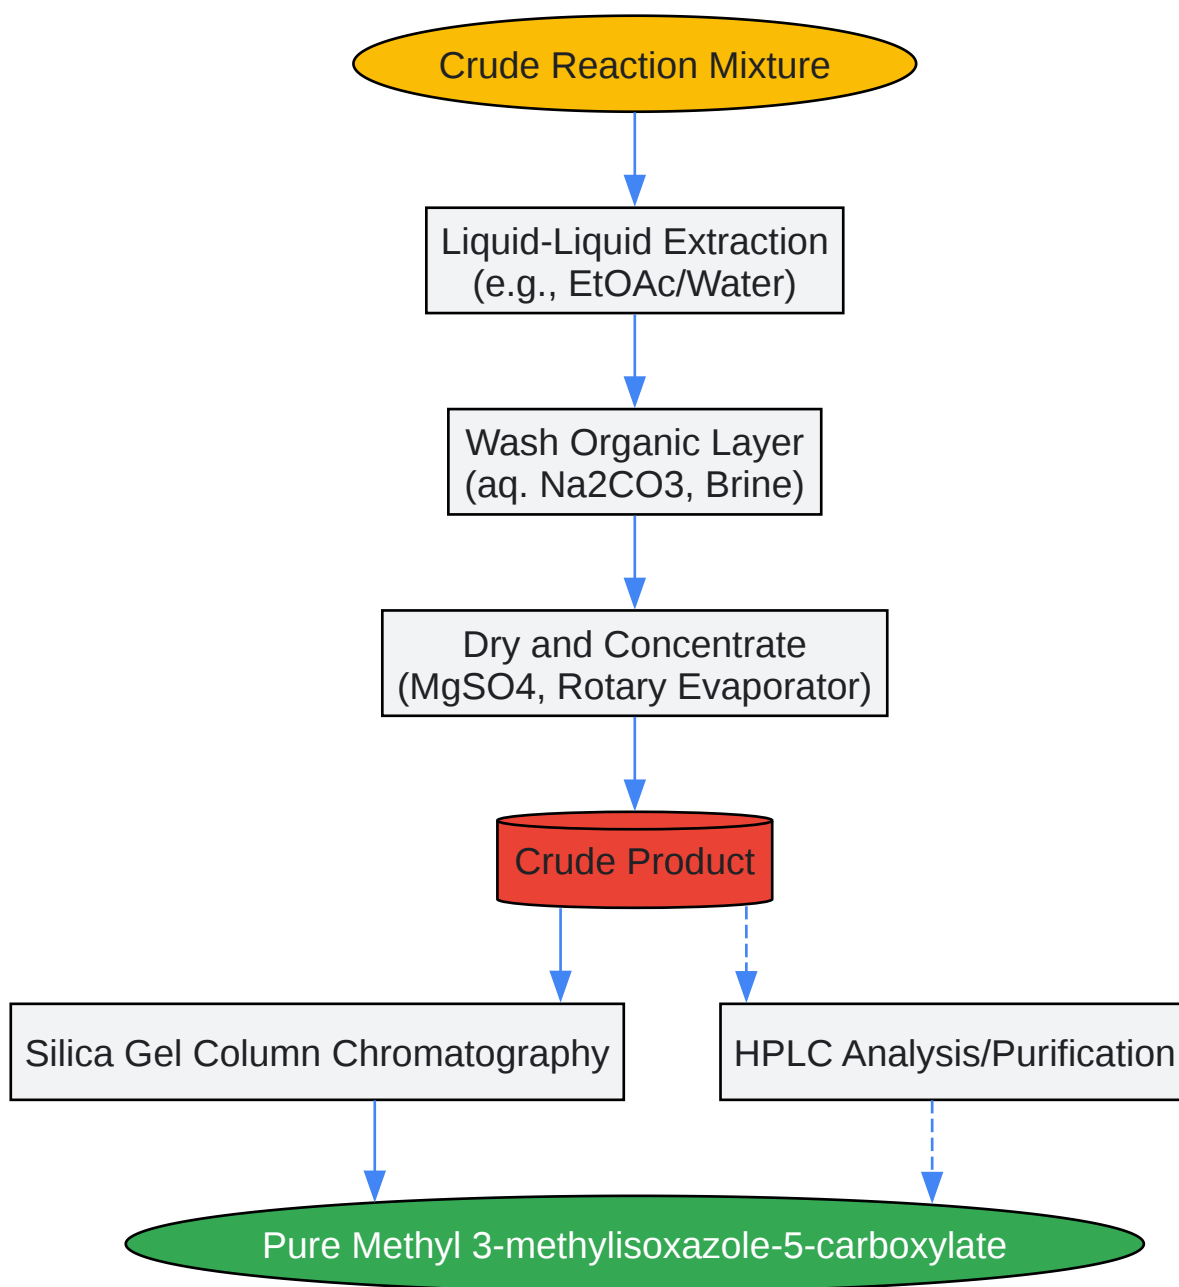 Crude Reaction Mixture
Liquid-Liquid Extraction
(e.g., EtOAc/Water)
Wash Organic Layer
(aq. Na2CO3, Brine)
Dry and Concentrate
(MgSO4, Rotary Evaporator)
Crude Product
Silica Gel Column Chromatography
HPLC Analysis/Purification
Pure Methyl 3-methylisoxazole-5-carboxylate